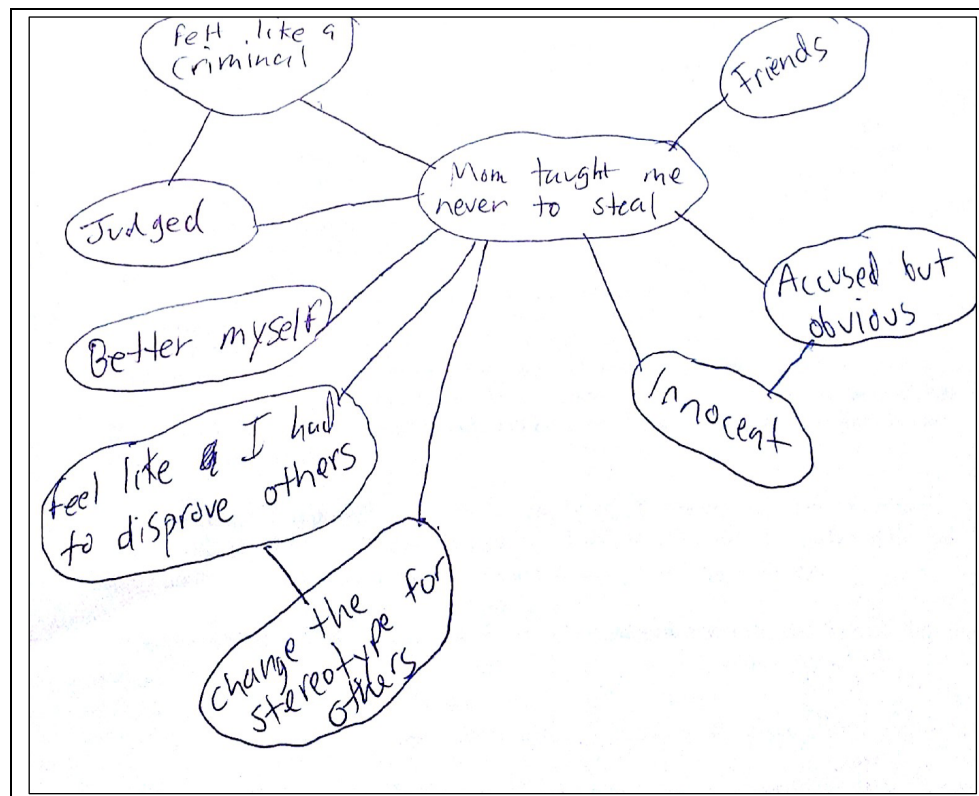 felt like a
Criminal
Friends
Mom taught me
never to steal
Judged
Accused but
obvious
Better myself
Innocent
feel like I had
to disprove others
change the
stereotype for
others